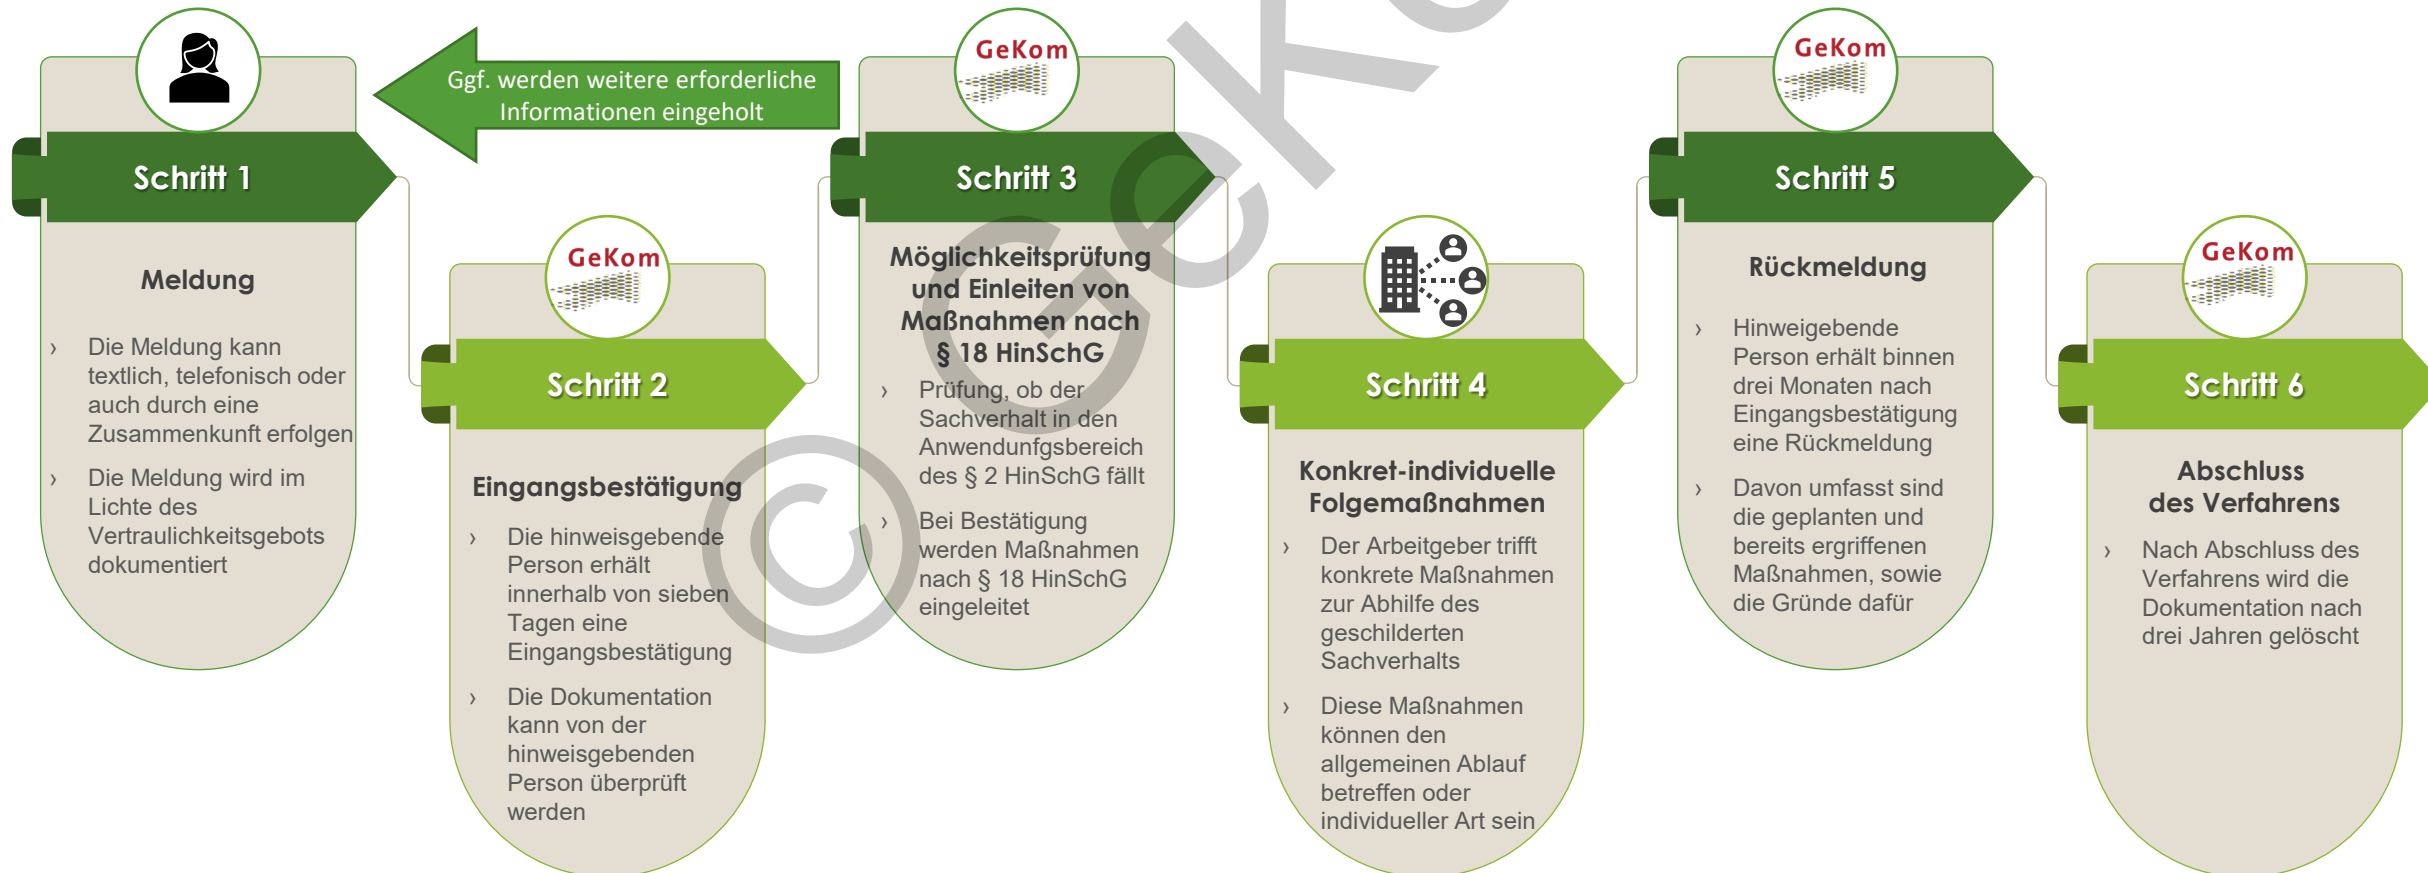 Schritt 1
Meldung
› Die Meldung kann
textlich, telefonisch oder
auch durch eine
Zusammenkunft erfolgen
› Die Meldung wird im
Lichte des
Vertraulichkeitsgebots
dokumentiert
Ggf. werden weitere erforderliche
Informationen eingeholt
GeKom
Schritt 2
Eingangsbestätigung
› Die hinweisgebende
Person erhält
innerhalb von sieben
Tagen eine
Eingangsbestätigung
› Die Dokumentation
kann von der
hinweisgebenden
Person überprüft
werden
GeKom
Schritt 3
Möglichkeitsprüfung
und Einleiten von
Maßnahmen nach
§ 18 HinSchG
› Prüfung, ob der
Sachverhalt in den
Anwendunfgsbereich
des § 2 HinSchG fällt
› Bei Bestätigung
werden Maßnahmen
nach § 18 HinSchG
eingeleitet
Schritt 4
Konkret-individuelle
Folgemaßnahmen
› Der Arbeitgeber trifft
konkrete Maßnahmen
zur Abhilfe des
geschilderten
Sachverhalts
› Diese Maßnahmen
können den
allgemeinen Ablauf
betreffen oder
individueller Art sein
GeKom
Schritt 5
Rückmeldung
› Hinweigebende
Person erhält binnen
drei Monaten nach
Eingangsbestätigung
eine Rückmeldung
› Davon umfasst sind
die geplanten und
bereits ergriffenen
Maßnahmen, sowie
die Gründe dafür
GeKom
Schritt 6
Abschluss
des Verfahrens
› Nach Abschluss des
Verfahrens wird die
Dokumentation nach
drei Jahren gelöscht
© GeKo